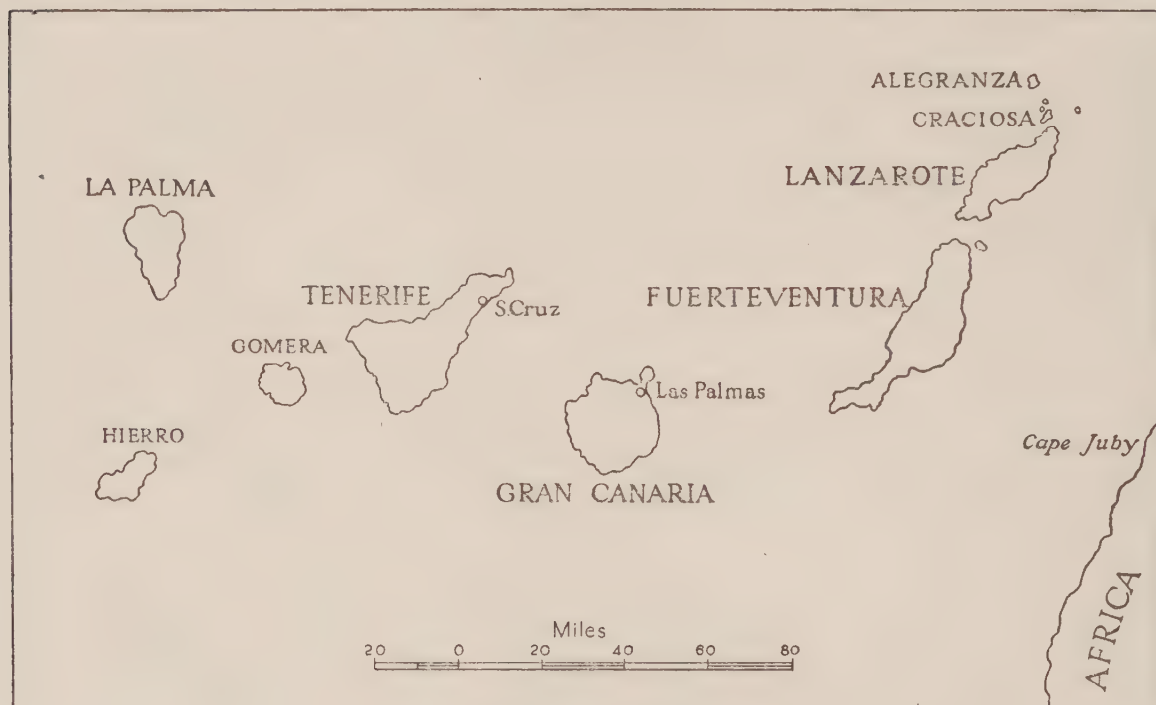 ALEGRANZA
GRACIOSA
LANZAROTE
LA PALMA
TENERIFE
S.Cruz
FUERTEVENTURA
GOMERA
Las Palmas
HIERRO
Cape Juby
GRAN CANARIA
AFRICA
Miles
20 0 20 40 60 80